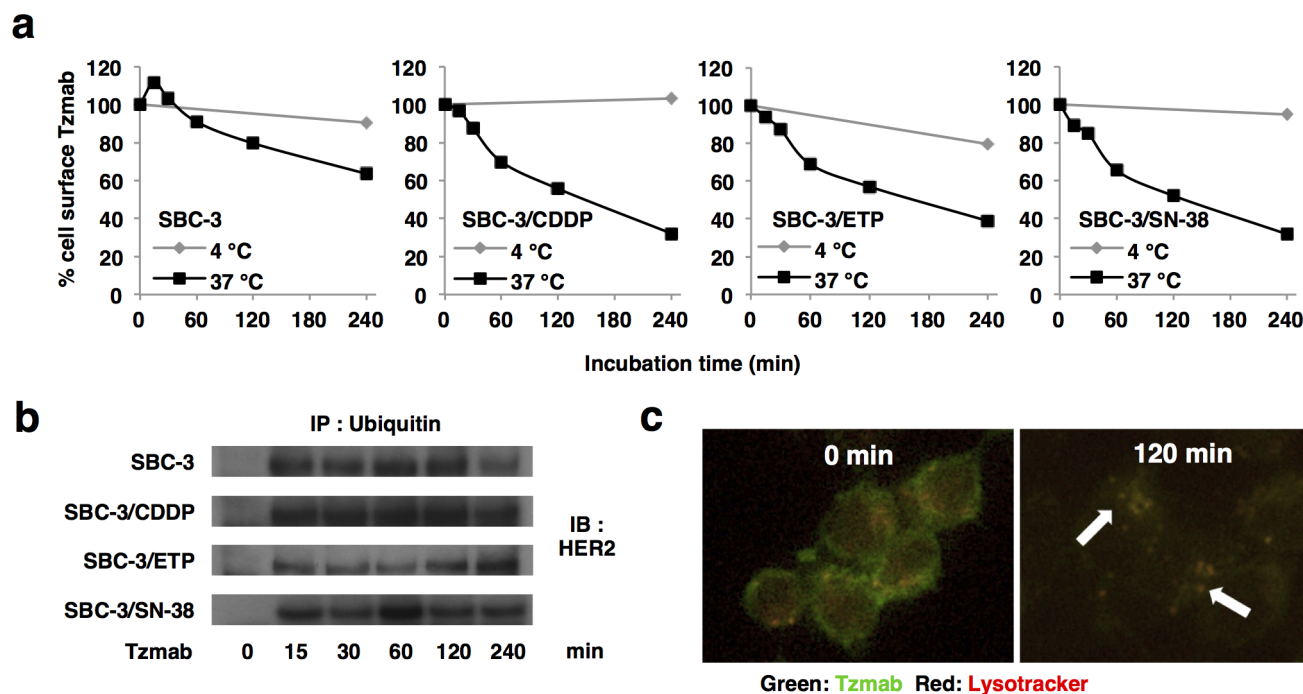 a
120
100
80
60
40
20
0
% cell surface Tzmab
SBC-3
4 °C
37 °C
0 60 120 180 240
120
100
80
60
40
20
0
SBC-3/CDDP
4 °C
37 °C
0 60 120 180 240
120
100
80
60
40
20
0
SBC-3/ETP
4 °C
37 °C
0 60 120 180 240
120
100
80
60
40
20
0
SBC-3/SN-38
4 °C
37 °C
0 60 120 180 240
Incubation time (min)
b
IP : Ubiquitin
SBC-3
SBC-3/CDDP
SBC-3/ETP
SBC-3/SN-38
IB :
HER2
Tzmab 0 15 30 60 120 240 min
c
0 min
120 min
Green: Tzmab Red: Lysotracker